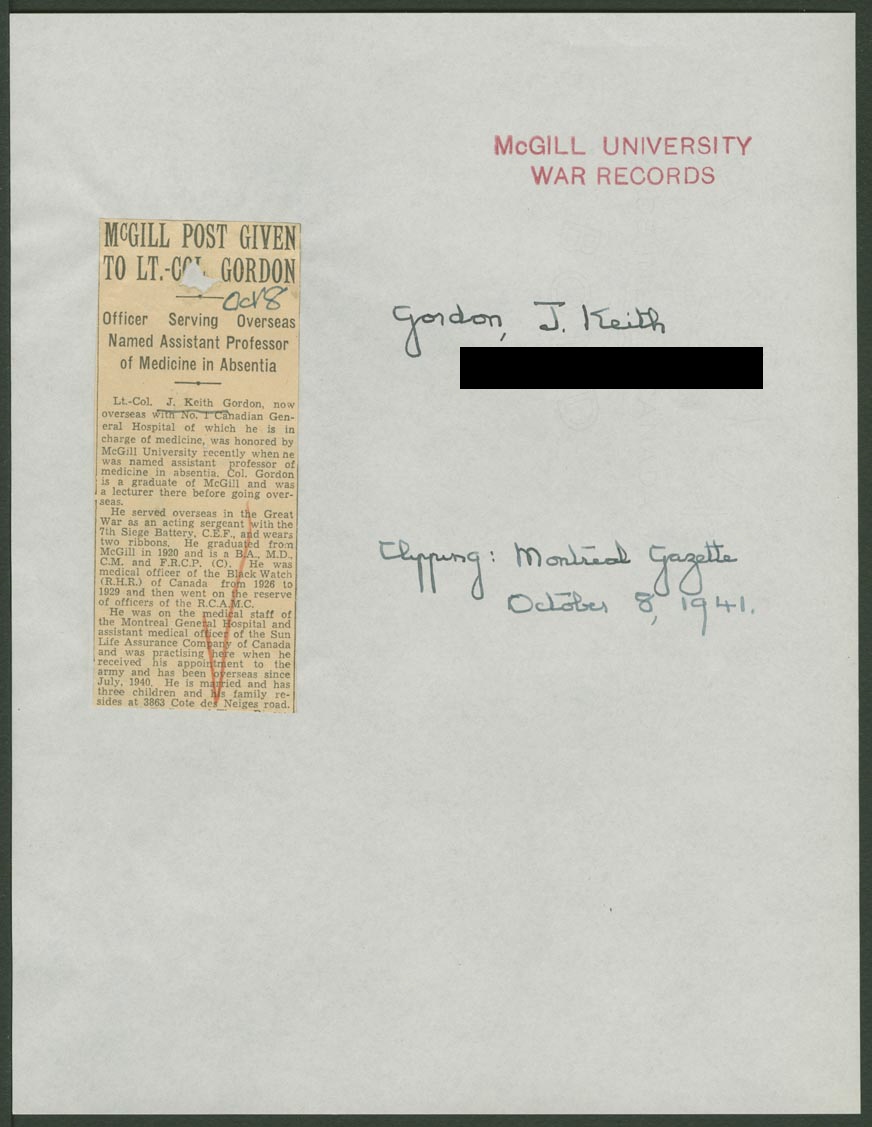 McGILL UNIVERSITY
WAR RECORDS
McGILL POST GIVEN
TO LT.-COL. GORDON
Oct 8
Officer Serving Overseas
Named Assistant Professor
of Medicine in Absentia
Lt.-Col. J. Keith Gordon, now
overseas with No. 1 Canadian Gen-
eral Hospital of which he is in
charge of medicine, was honored by
McGill University recently when he
was named assistant professor of
medicine in absentia. Col. Gordon
is a graduate of McGill and was
a lecturer there before going over-
seas.
He served overseas in the Great
War as an acting sergeant with the
7th Siege Battery, C.E.F., and wears
two ribbons. He graduated from
McGill in 1920 and is a B.A., M.D.,
C.M. and F.R.C.P. (C). He was
medical officer of the Black Watch
(R.H.R.) of Canada from 1926 to
1929 and then went on the reserve
of officers of the R.C.A.M.C.
He was on the medical staff of
the Montreal General Hospital and
assistant medical officer of the Sun
Life Assurance Company of Canada
and was practising here when he
received his appointment to the
army and has been overseas since
July, 1940. He is married and has
three children and his family re-
sides at 3863 Cote des Neiges road.
Gordon, J. Keith
Clipping: Montreal Gazette
October 8, 1941.